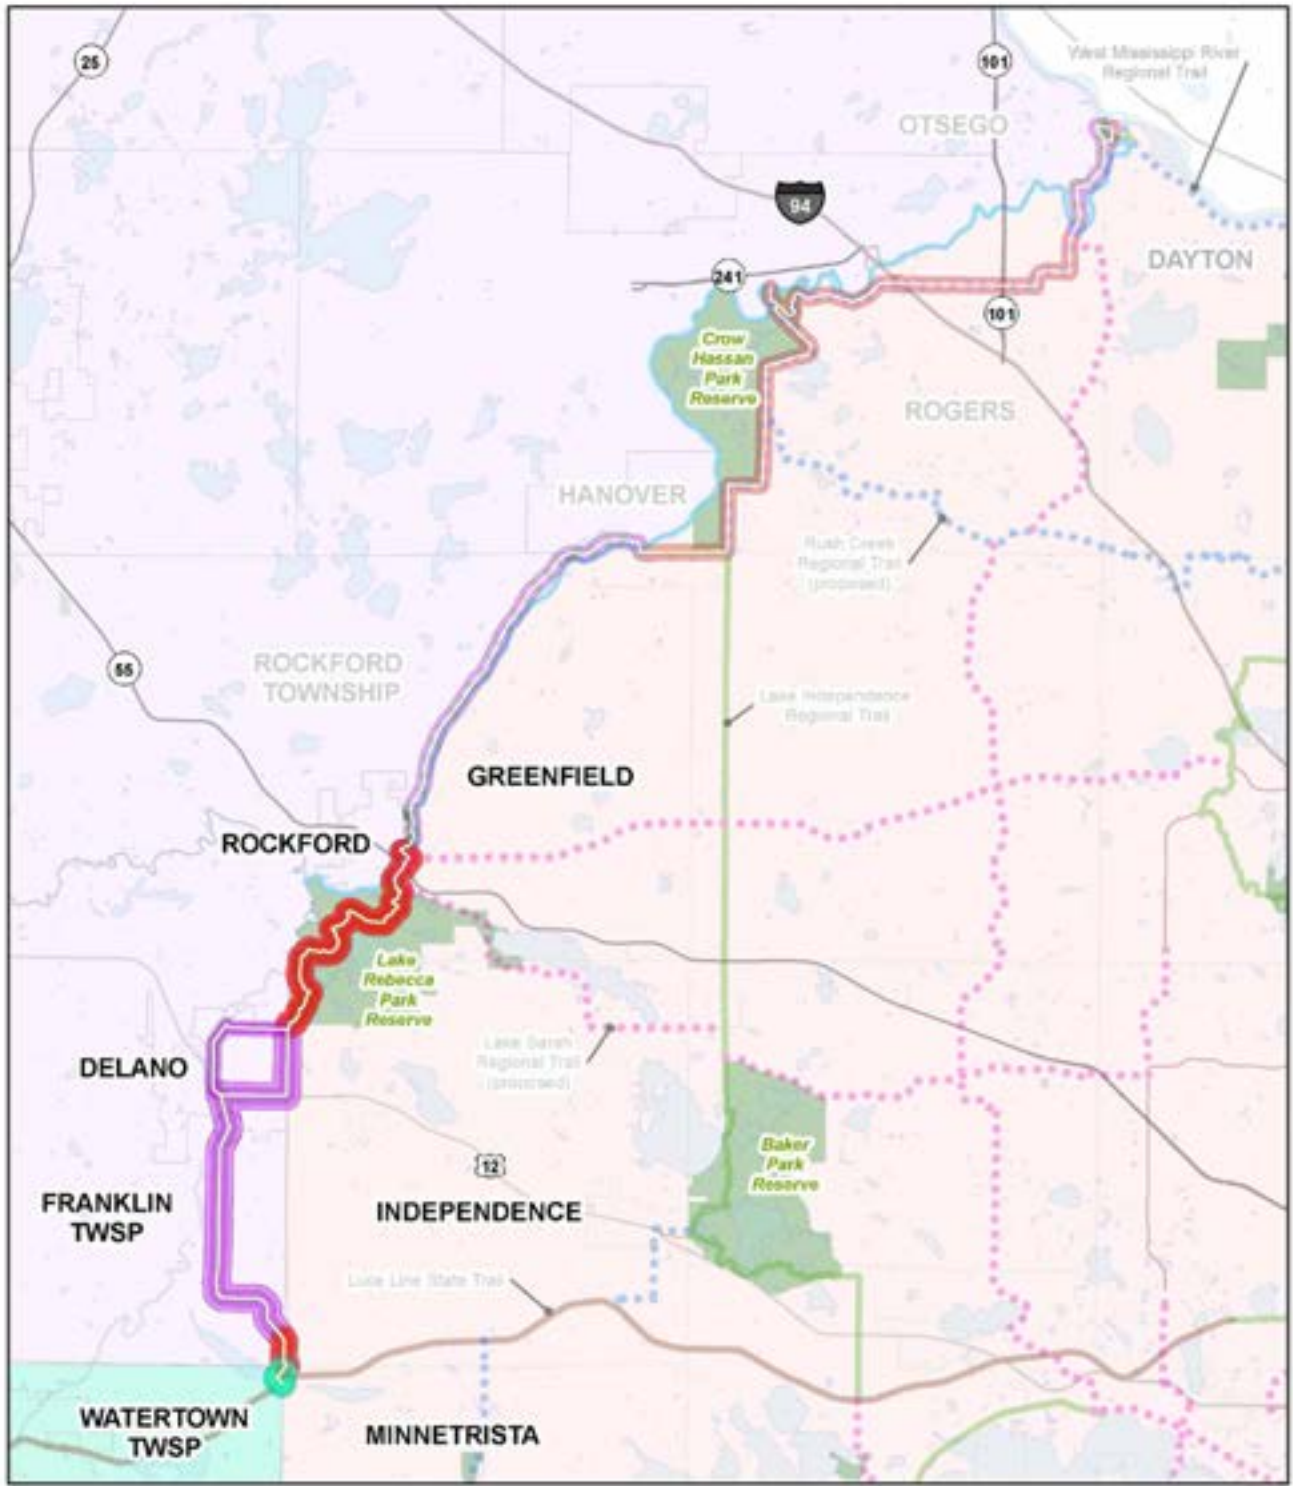 25
101
West Mississippi River
Regional Trail
OTSEGO
94
DAYTON
241
101
Crow
Hassan
Park
Reserve
ROGERS
HANOVER
Rush Creek
Regional Trail
(proposed)
ROCKFORD
TOWNSHIP
55
Lake Independence
Regional Trail
GREENFIELD
ROCKFORD
Lake
Rebecca
Park
Reserve
DELANO
Lake Sarah
Regional Trail
(proposed)
12
Baker
Park
Reserve
FRANKLIN
TWSP
INDEPENDENCE
Luce Line State Trail
WATERTOWN
TWSP
MINNETRISTA